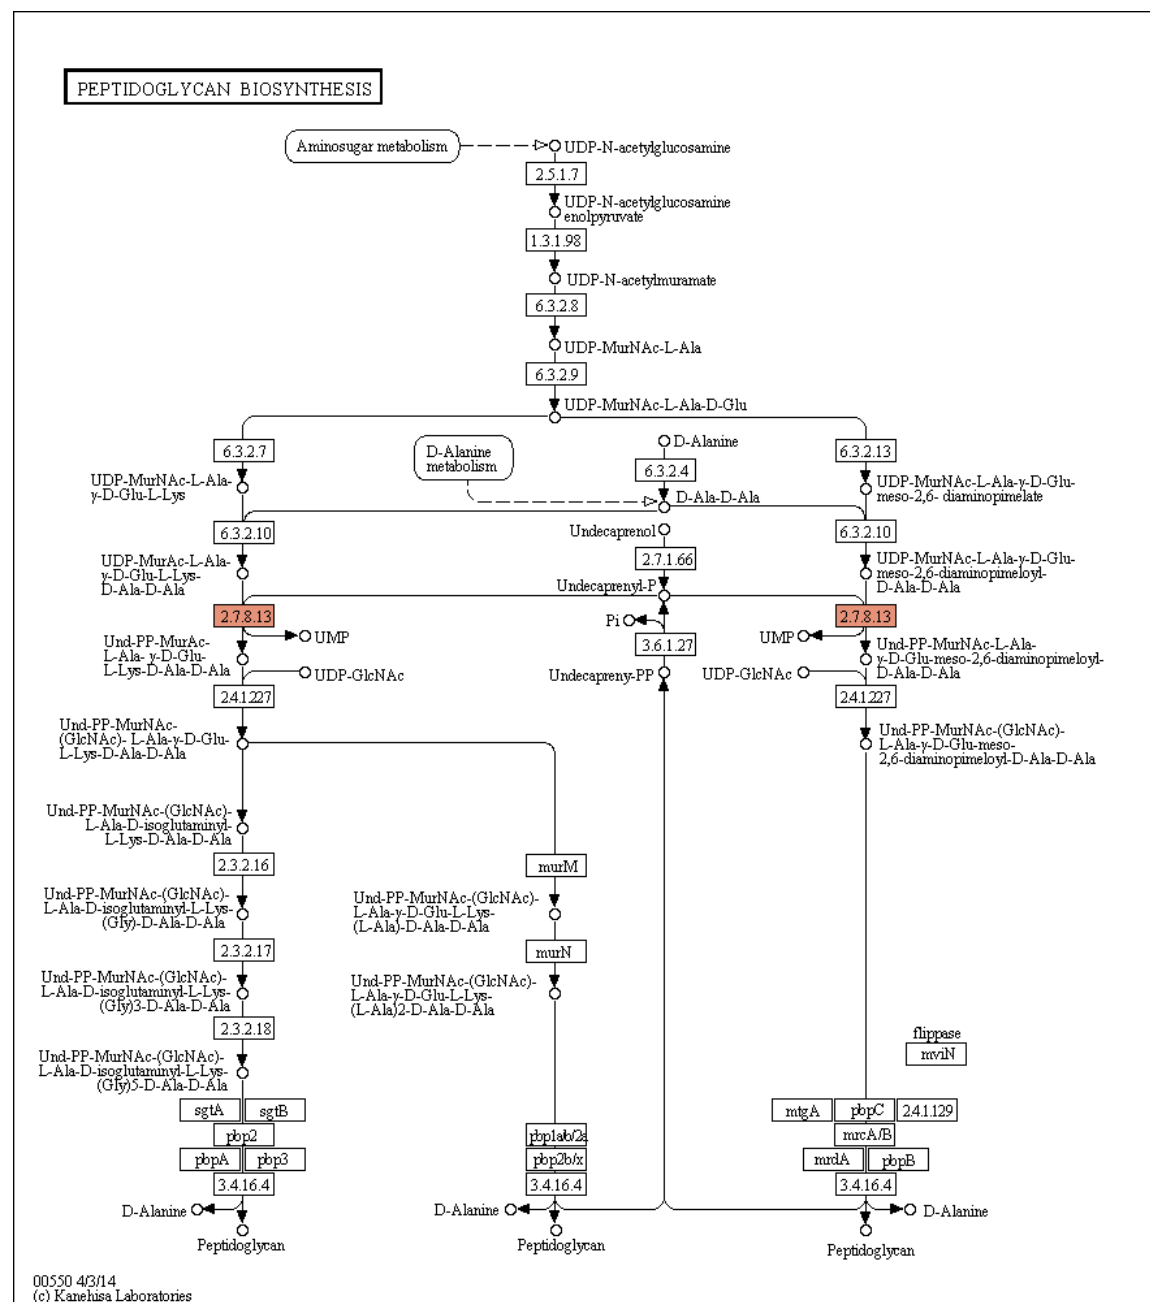 PEPTIDOGLYCAN BIOSYNTHESIS
Aminosugar metabolism
UDP-N-acetylglucosamine
2.5.1.7
UDP-N-acetylglucosamine
enolpyruvate
1.3.1.98
UDP-N-acetylmuramate
6.3.2.8
UDP-MurNAc-L-Ala
6.3.2.9
UDP-MurNAc-L-Ala-D-Glu
6.3.2.7
D-Alanine
metabolism
D-Alanine
6.3.2.4
6.3.2.13
UDP-MurNAc-L-Ala-
γ-D-Glu-L-Lys
D-Ala-D-Ala
UDP-MurNAc-L-Ala-γ-D-Glu-
meso-2,6- diaminopimelate
6.3.2.10
Undecaprenol
6.3.2.10
2.7.1.66
UDP-MurAc-L-Ala-
γ-D-Glu-L-Lys-
D-Ala-D-Ala
Undecaprenyl-P
UDP-MurNAc-L-Ala-γ-D-Glu-
meso-2,6-diaminopimeloyl-
D-Ala-D-Ala
2.7.8.13
2.7.8.13
UMP
Pi
UMP
3.6.1.27
Und-PP-MurAc-
L-Ala- γ-D-Glu-
L-Lys-D-Ala-D-Ala
Und-PP-MurNAc-L-Ala-
γ-D-Glu-meso-2,6-diaminopimeloyl-
D-Ala-D-Ala
UDP-GlcNAc
Undecapreny-PP
UDP-GlcNAc
2.4.1.227
2.4.1.227
Und-PP-MurNAc-
(GlcNAc)- L-Ala-γ-D-Glu-
L-Lys-D-Ala-D-Ala
Und-PP-MurNAc-(GlcNAc)-
L-Ala-γ-D-Glu-meso-
2,6-diaminopimeloyl-D-Ala-D-Ala
Und-PP-MurNAc-(GlcNAc)-
L-Ala-D-isoglutaminyl-
L-Lys-D-Ala-D-Ala
2.3.2.16
murM
Und-PP-MurNAc-(GlcNAc)-
L-Ala-D-isoglutaminyl-L-Lys-
(Gly)-D-Ala-D-Ala
Und-PP-MurNAc-(GlcNAc)-
L-Ala-γ-D-Glu-L-Lys-
(L-Ala)-D-Ala-D-Ala
2.3.2.17
murN
Und-PP-MurNAc-(GlcNAc)-
L-Ala-D-isoglutaminyl-L-Lys-
(Gly)3-D-Ala-D-Ala
Und-PP-MurNAc-(GlcNAc)-
L-Ala-γ-D-Glu-L-Lys-
(L-Ala)2-D-Ala-D-Ala
2.3.2.18
flippase
mviN
Und-PP-MurNAc-(GlcNAc)-
L-Ala-D-isoglutaminyl-L-Lys-
(Gly)5-D-Ala-D-Ala
sgtA
sgtB
mtgA
pbpC
2.4.1.129
pbp2
pbp1a/b/2a
mrcA/B
pbpA
pbp3
pbp2b/x
mrdA
pbpB
3.4.16.4
3.4.16.4
3.4.16.4
D-Alanine
D-Alanine
D-Alanine
Peptidoglycan
Peptidoglycan
Peptidoglycan
00550 4/3/14
(c) Kanehisa Laboratories